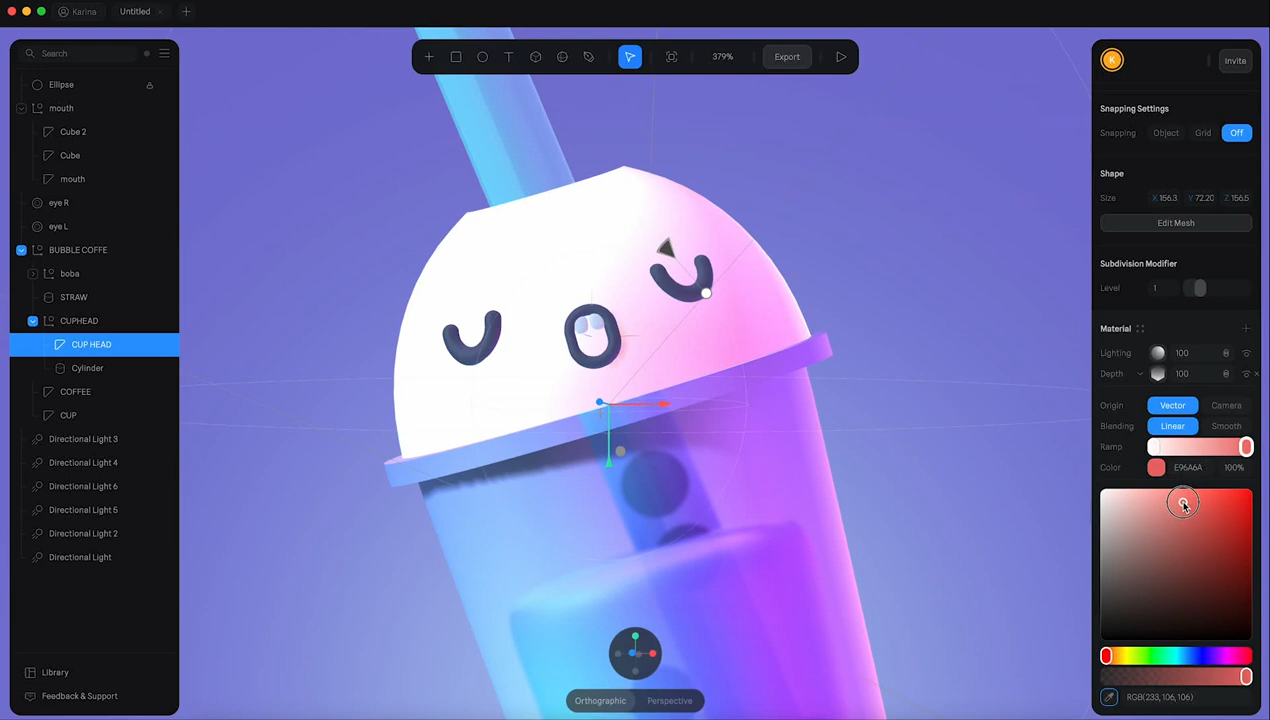 Karina
Untitled
Search
379%
Export
K
Invite
Ellipse
mouth
Cube 2
Cube
mouth
eye R
eye L
BUBBLE COFFE
boba
STRAW
CUPHEAD
CUP HEAD
Cylinder
COFFEE
CUP
Directional Light 3
Directional Light 4
Directional Light 6
Directional Light 5
Directional Light 2
Directional Light
Library
Feedback & Support
Orthographic
Perspective
Snapping Settings
Snapping Object Grid Off
Shape
Size X 156.3 Y 72.20 Z 156.5
Edit Mesh
Subdivision Modifier
Level 1
Material
Lighting 100
Depth 100
Origin Vector Camera
Blending Linear Smooth
Ramp
Color E96A6A 100%
RGB(233, 106, 106)